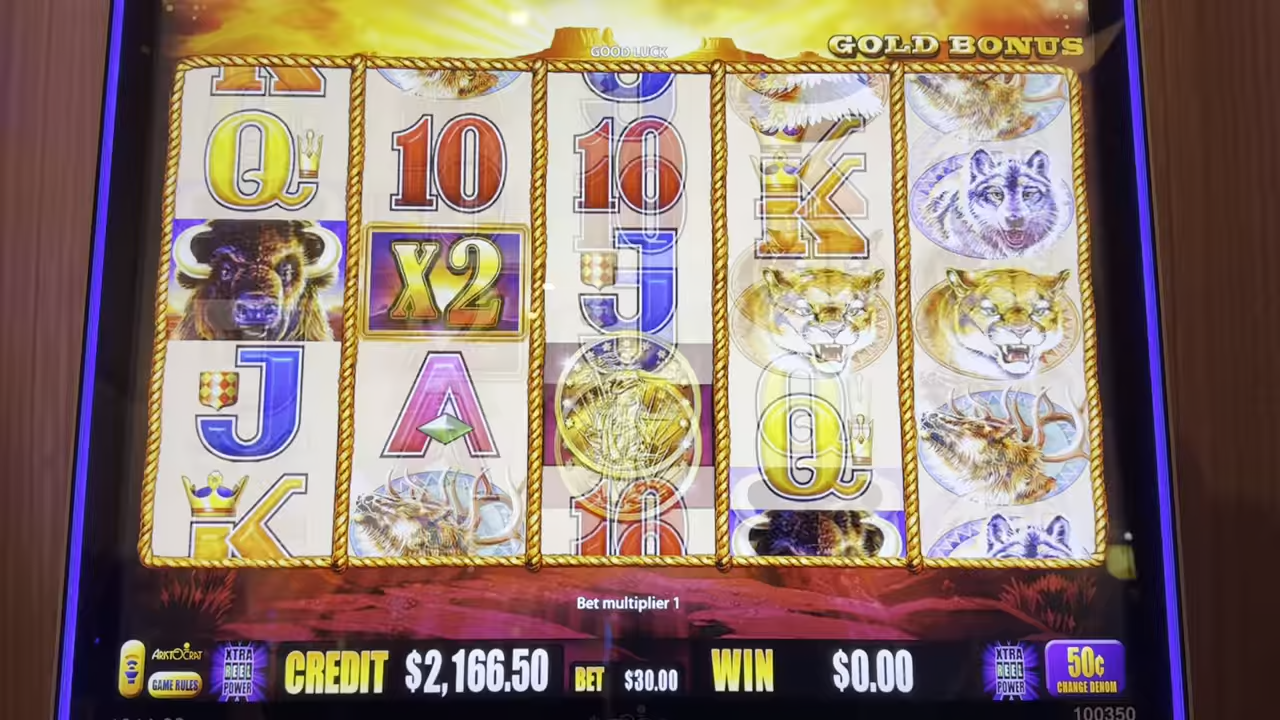 GOOD LUCK
GOLD BONUS
K
Q 10 10 K
X2 J
J A Q
K 10
Bet multiplier 1
ARISTOCRAT
GAME RULES
XTRA REEL POWER
CREDIT $2,166.50
BET $30.00
WIN $0.00
XTRA REEL POWER
50¢
CHANGE DENOM
100350